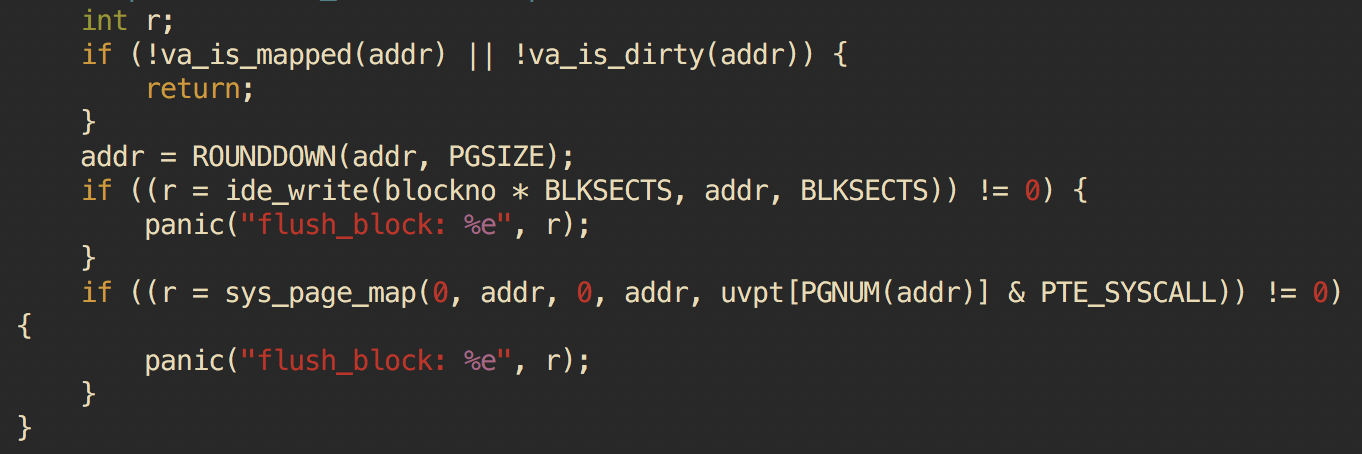 int r;
    if (!va_is_mapped(addr) || !va_is_dirty(addr)) {
        return;
    }
    addr = ROUNDDOWN(addr, PGSIZE);
    if ((r = ide_write(blockno * BLKSECTS, addr, BLKSECTS)) != 0) {
        panic("flush_block: %e", r);
    }
    if ((r = sys_page_map(0, addr, 0, addr, uvpt[PGNUM(addr)] & PTE_SYSCALL)) != 0)
{
        panic("flush_block: %e", r);
    }
}